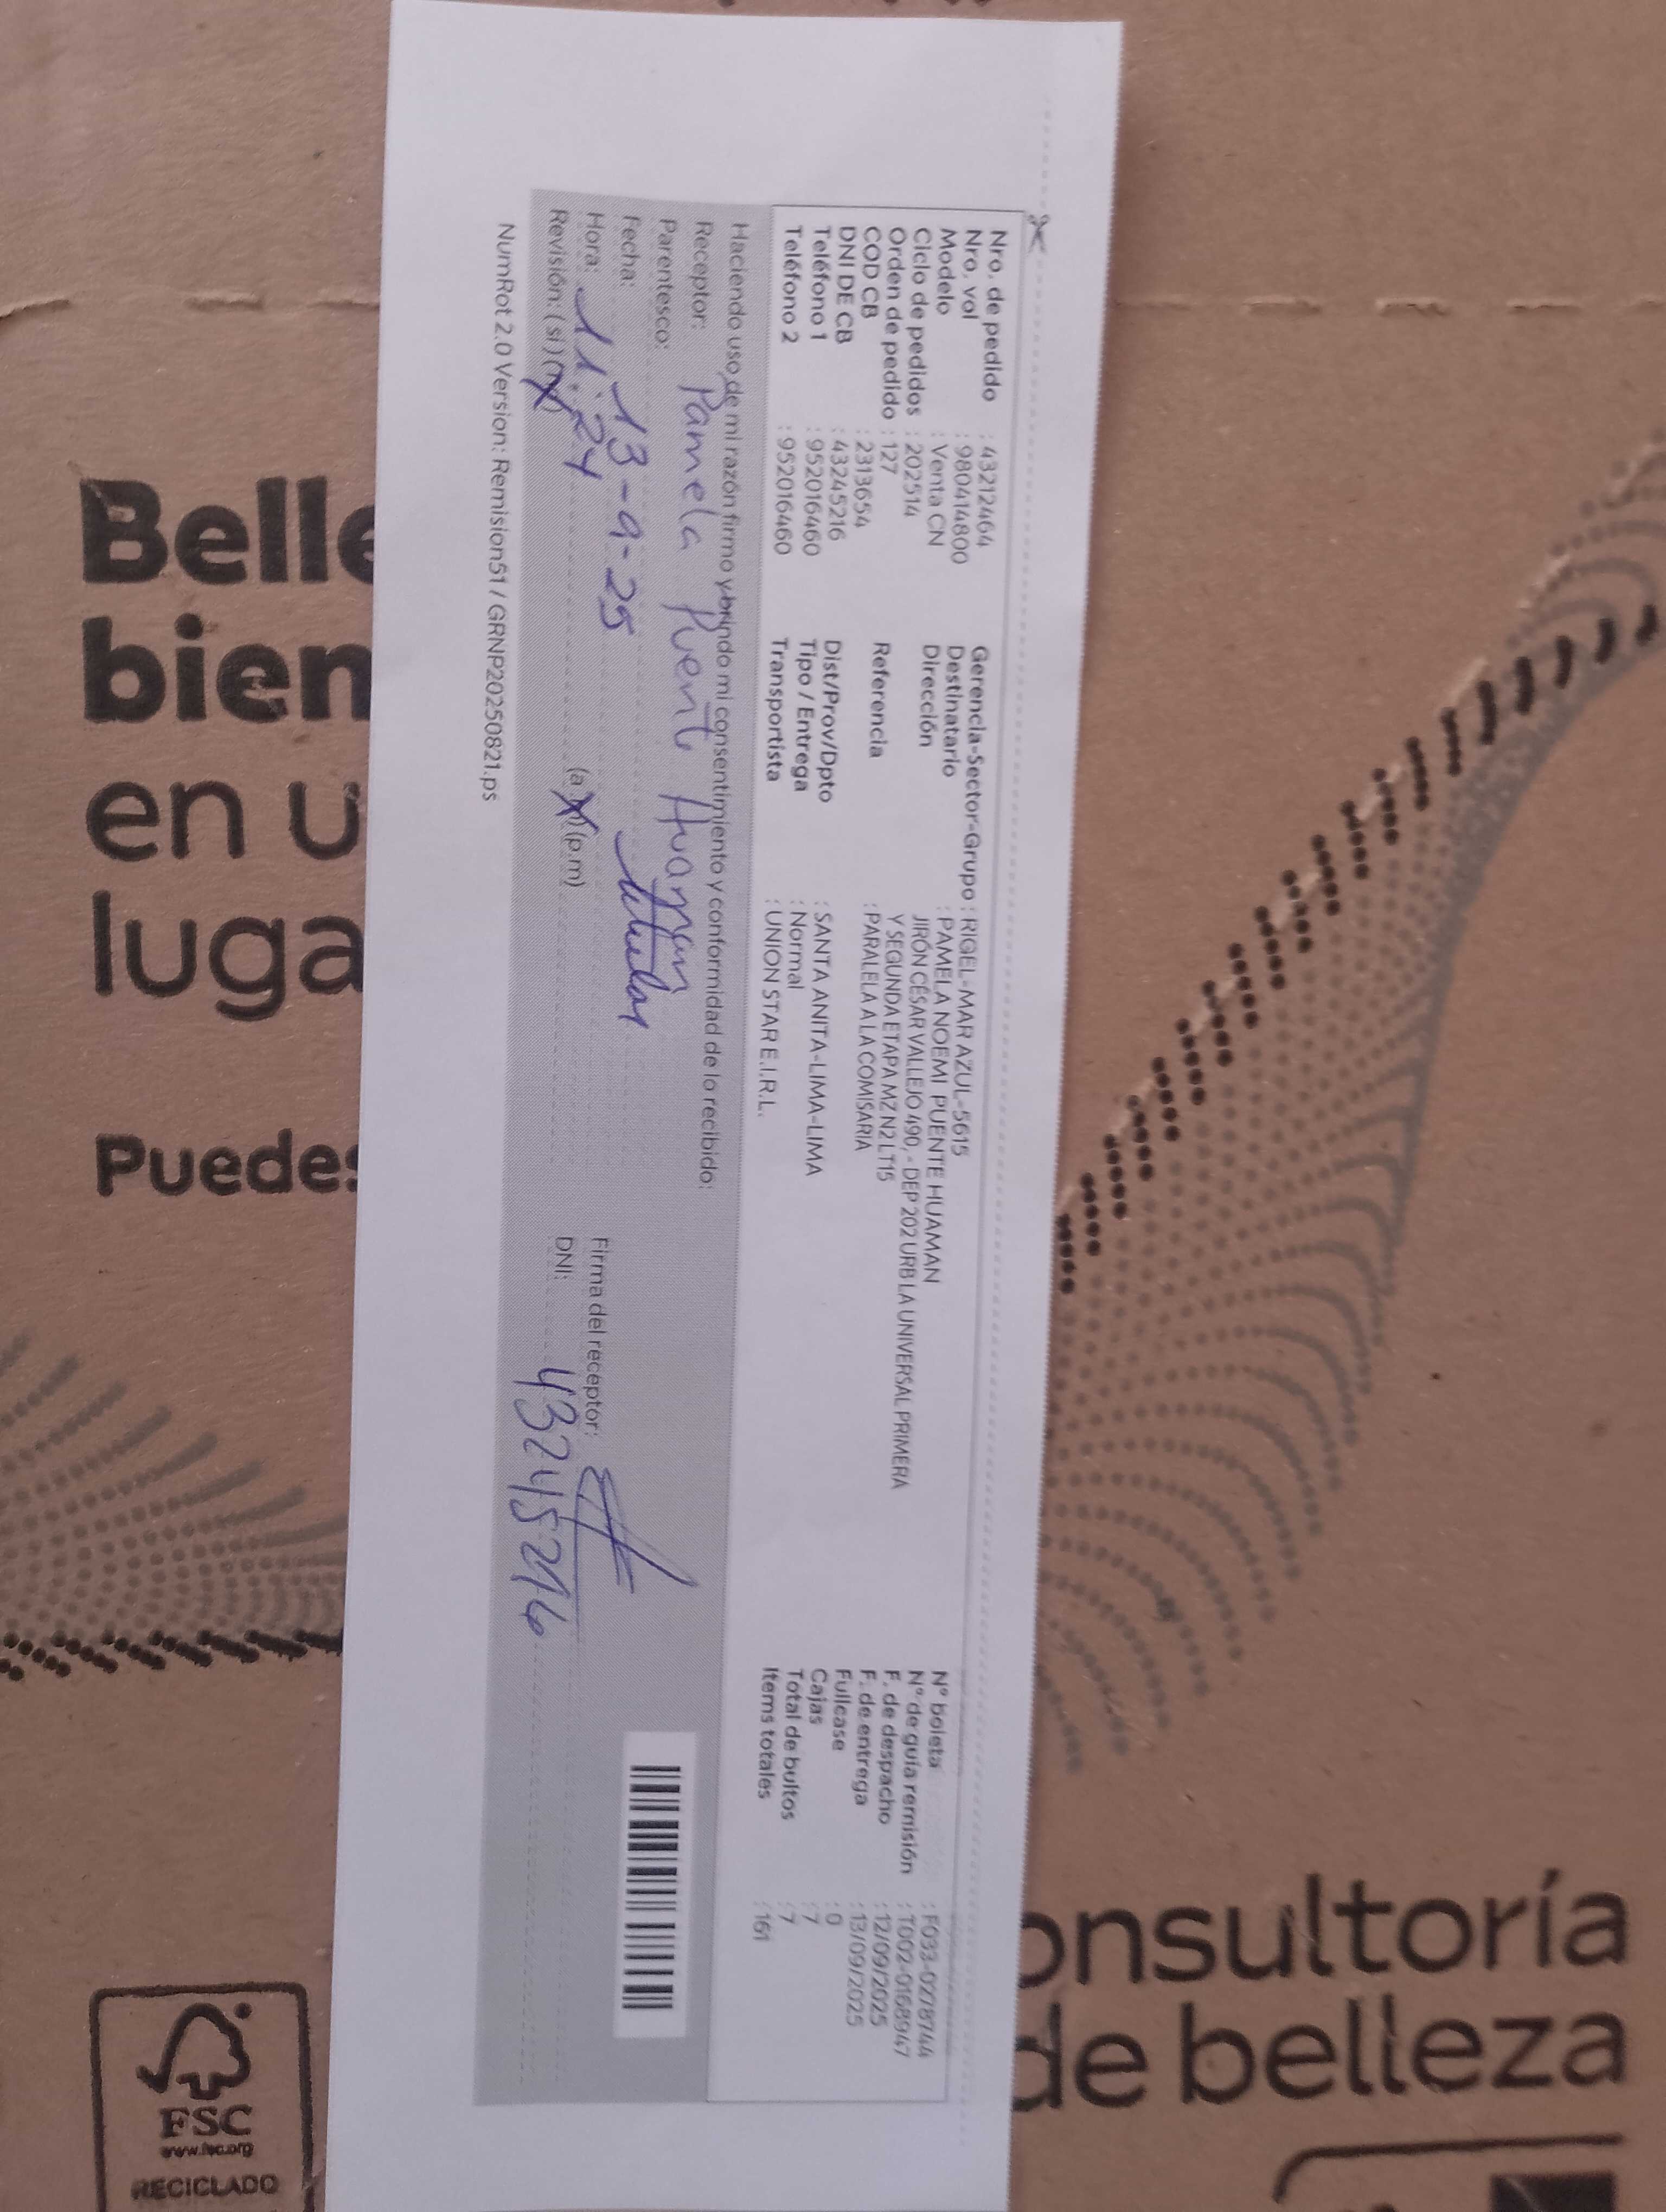 Nro. de pedido : 43212464
Nro. vol : 980414800
Modelo : Venta CN
Ciclo de pedidos : 202514
Orden de pedido : 127
COD CB : 2313654
DNI DE CB : 43245216
Teléfono 1 : 952016460
Teléfono 2 : 952016460
Gerencia-Sector-Grupo : RIGEL-MAR AZUL-5615
Destinatario : PAMELA NOEMI PUENTE HUAMAN
Dirección JIRÓN CÉSAR VALLEJO 490, - DEP 202 URB LA UNIVERSAL PRIMERA
Y SEGUNDA ETAPA MZ N2 LT15
Referencia : PARALELA A LA COMISARIA
Dist/Prov/Dpto : SANTA ANITA-LIMA-LIMA
Tipo / Entrega : Normal
Transportista : UNION STAR E.I.R.L.
N° boleta : F033-0278744
N° de guía remisión : T002-0168947
F. de despacho : 12/09/2025
F. de entrega : 13/09/2025
Fullcase : 0
Cajas : 7
Total de bultos : 7
Items totales : 161
Haciendo uso de mi razón firmo y brindo mi consentimiento y conformidad de lo recibido:
Receptor: Pamela Puente Huaman
Parentesco: titular
Fecha: 13-9-25
Hora: 11:24 (a.m) (p.m)
Revisión: (si) (no)
Firma del receptor:
DNI: 43245216
NumRot 2.0 Version: Remision51 / GRNP20250821.ps
Belle
bien
en u
luga
Puedes
onsultoría
de belleza
FSC
www.fsc.org
RECICLADO